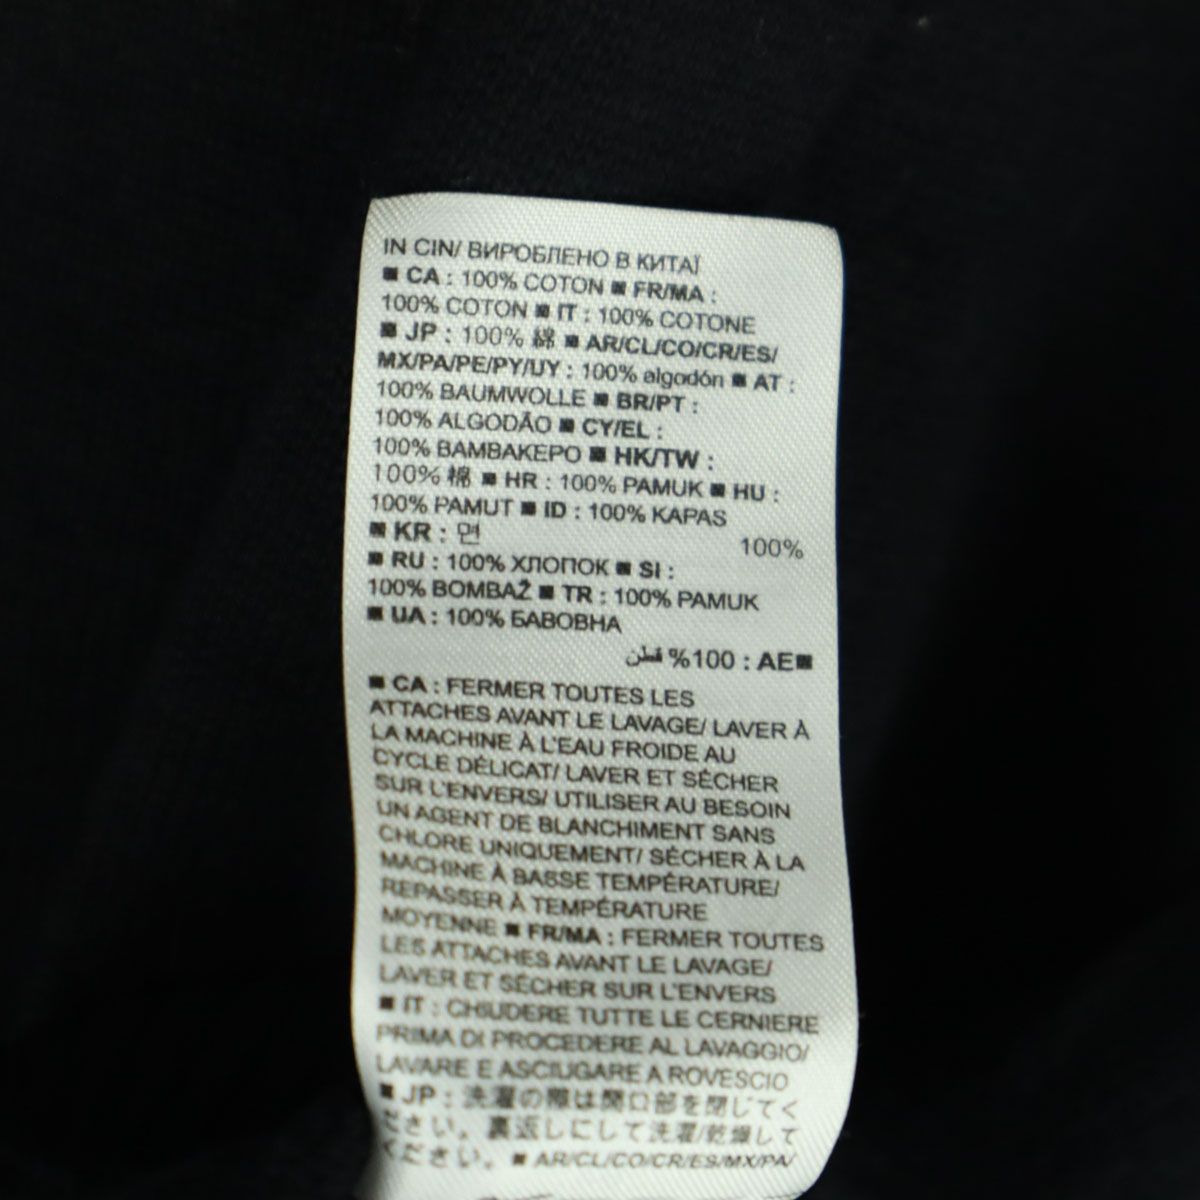 IN CIN/ ВИРОБЛЕНО В КИТАЇ
■ CA : 100% COTON ■ FR/MA :
100% COTON ■ IT : 100% COTONE
■ JP : 100% 綿 ■ AR/CL/CO/CR/ES/
MX/PA/PE/PY/UY : 100% algodón ■ AT :
100% BAUMWOLLE ■ BR/PT :
100% ALGODÃO ■ CY/EL :
100% ΒΑΜΒΑΚΕΡΟ ■ HK/TW :
100% 棉 ■ HR : 100% PAMUK ■ HU :
100% PAMUT ■ ID : 100% KAPAS
■ KR : 면 100%
■ RU : 100% ХЛОПОК ■ SI :
100% BOMBAŽ ■ TR : 100% PAMUK
■ UA : 100% БАВОВНА
قطن %100 : AE■
■ CA : FERMER TOUTES LES
ATTACHES AVANT LE LAVAGE/ LAVER À
LA MACHINE À L'EAU FROIDE AU
CYCLE DÉLICAT/ LAVER ET SÉCHER
SUR L'ENVERS/ UTILISER AU BESOIN
UN AGENT DE BLANCHIMENT SANS
CHLORE UNIQUEMENT/ SÉCHER À LA
MACHINE À BASSE TEMPÉRATURE/
REPASSER À TEMPÉRATURE
MOYENNE ■ FR/MA : FERMER TOUTES
LES ATTACHES AVANT LE LAVAGE/
LAVER ET SÉCHER SUR L'ENVERS
■ IT : CHIUDERE TUTTE LE CERNIERE
PRIMA DI PROCEDERE AL LAVAGGIO/
LAVARE E ASCIUGARE A ROVESCIO
■ JP : 洗濯の際は開口部を閉じてく
ださい。裏返しにして洗濯/乾燥して
ください。■ AR/CL/CO/CR/ES/MX/PA/